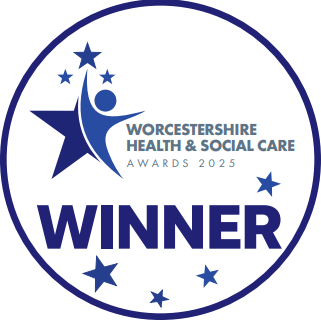 WORCESTERSHIRE
HEALTH & SOCIAL CARE
AWARDS 2025
WINNER